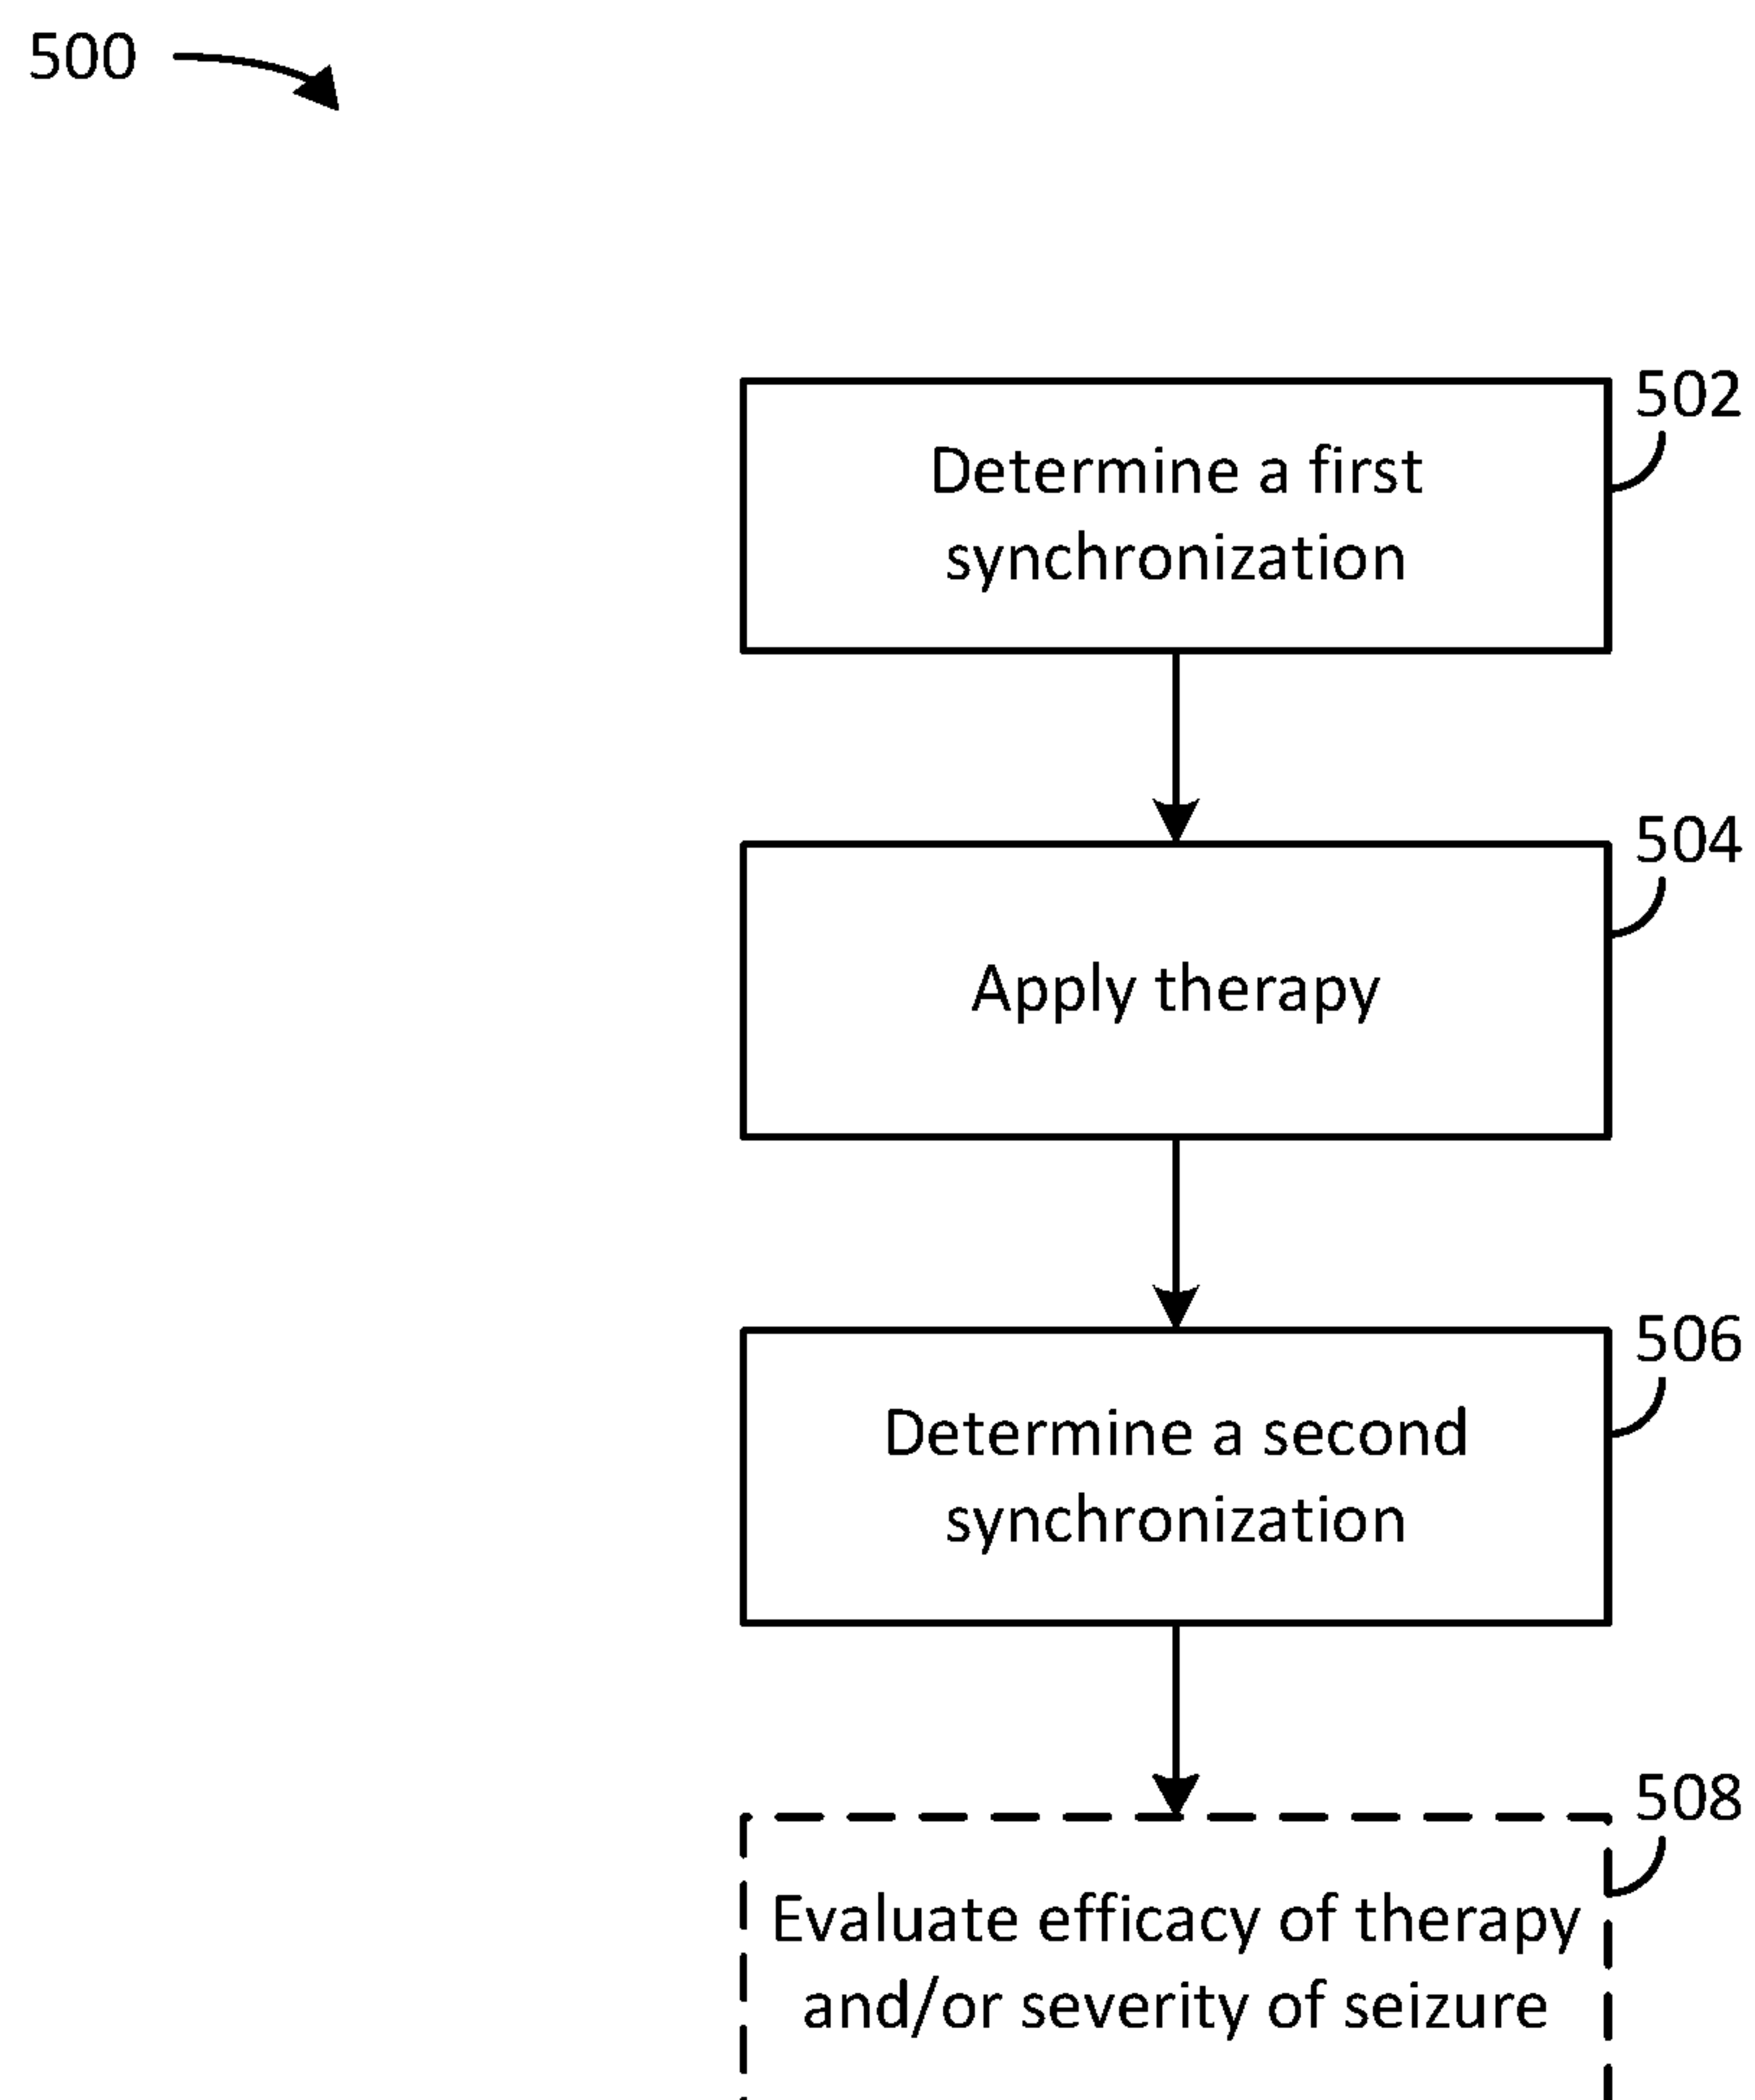 500
502
Determine a first
synchronization
504
Apply therapy
506
Determine a second
synchronization
508
Evaluate efficacy of therapy
and/or severity of seizure